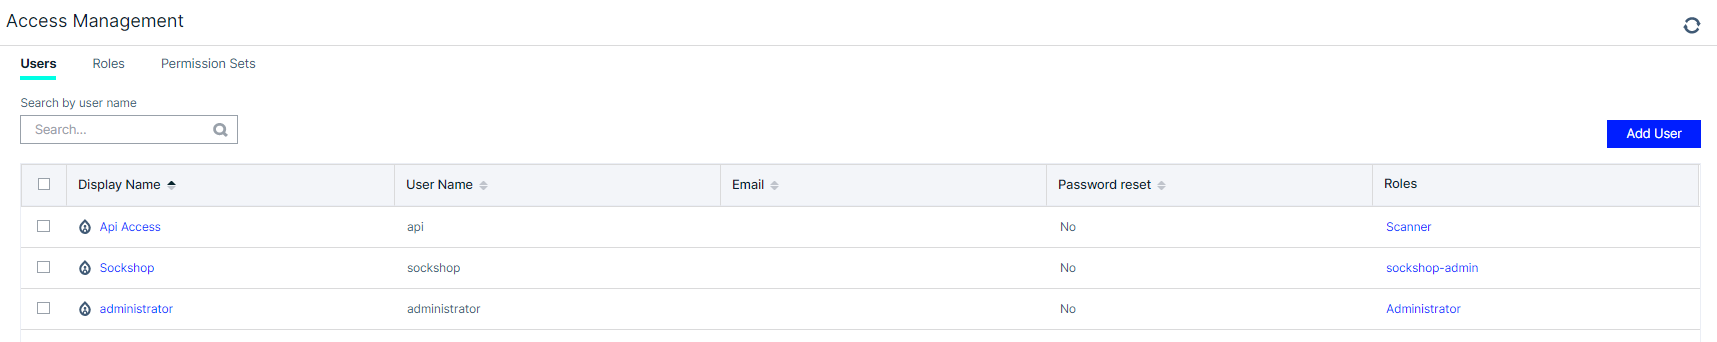 Access Management
Users Roles Permission Sets
Search by user name
Search...
Add User
Display Name User Name Email Password reset Roles
Api Access api No Scanner
Sockshop sockshop No sockshop-admin
administrator administrator No Administrator